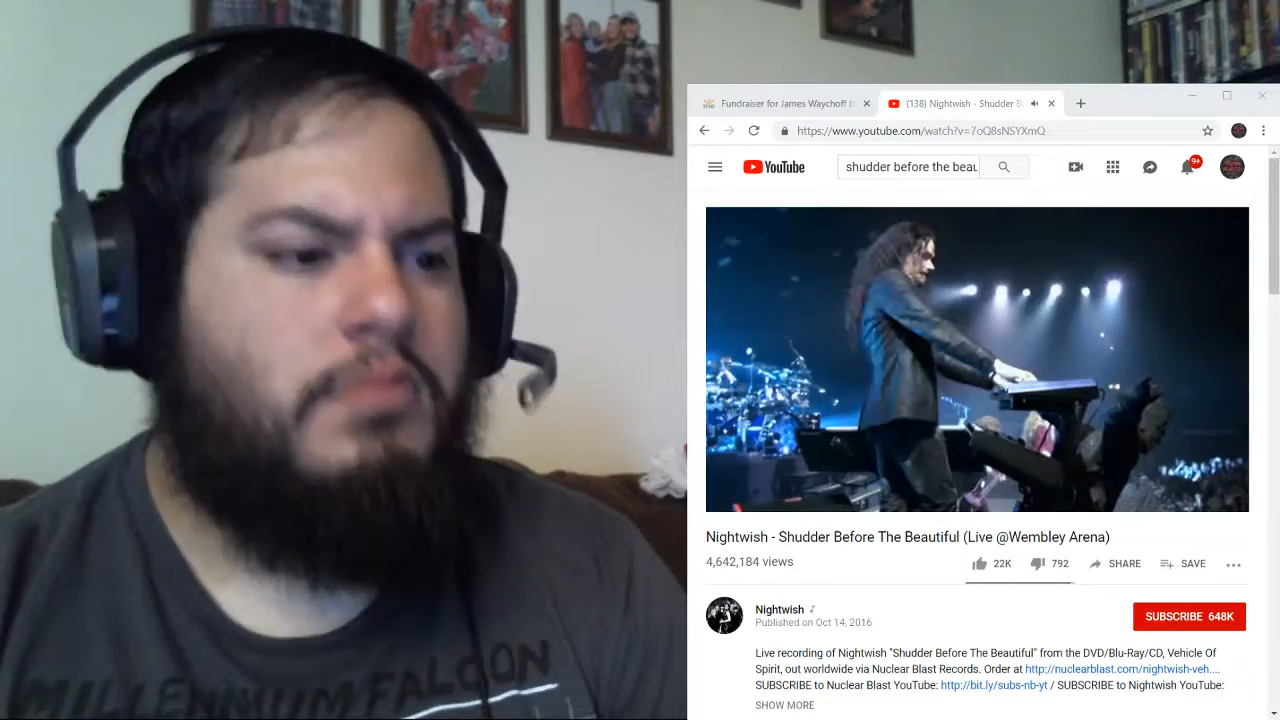 Fundraiser for James Waychoff b
(138) Nightwish - Shudder B
https://www.youtube.com/watch?v=7oQ8sNSYXmQ
YouTube
shudder before the beau
9+
Nightwish - Shudder Before The Beautiful (Live @Wembley Arena)
4,642,184 views
22K
792
SHARE
SAVE
Nightwish
Published on Oct 14, 2016
SUBSCRIBE 648K
Live recording of Nightwish "Shudder Before The Beautiful" from the DVD/Blu-Ray/CD, Vehicle Of
Spirit, out worldwide via Nuclear Blast Records. Order at http://nuclearblast.com/nightwish-veh....
SUBSCRIBE to Nuclear Blast YouTube: http://bit.ly/subs-nb-yt / SUBSCRIBE to Nightwish YouTube:
SHOW MORE
MILLENNIUM FALCON